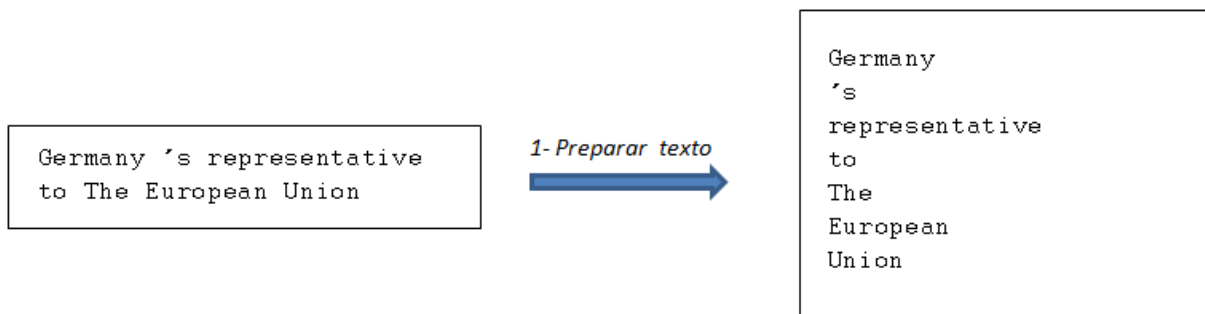 Germany ´s representative
to The European Union
1- Preparar texto
Germany
´s
representative
to
The
European
Union